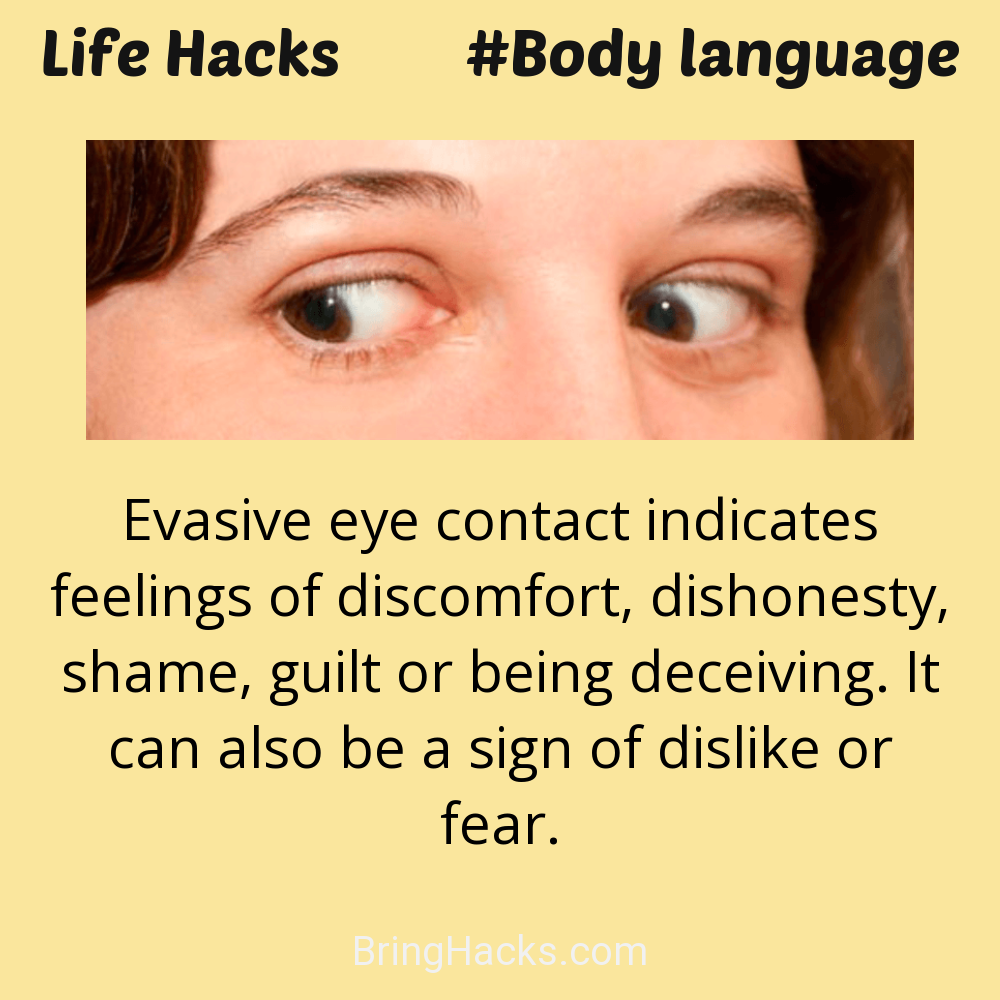 Life Hacks #Body language
Evasive eye contact indicates
feelings of discomfort, dishonesty,
shame, guilt or being deceiving. It
can also be a sign of dislike or
fear.
BringHacks.com